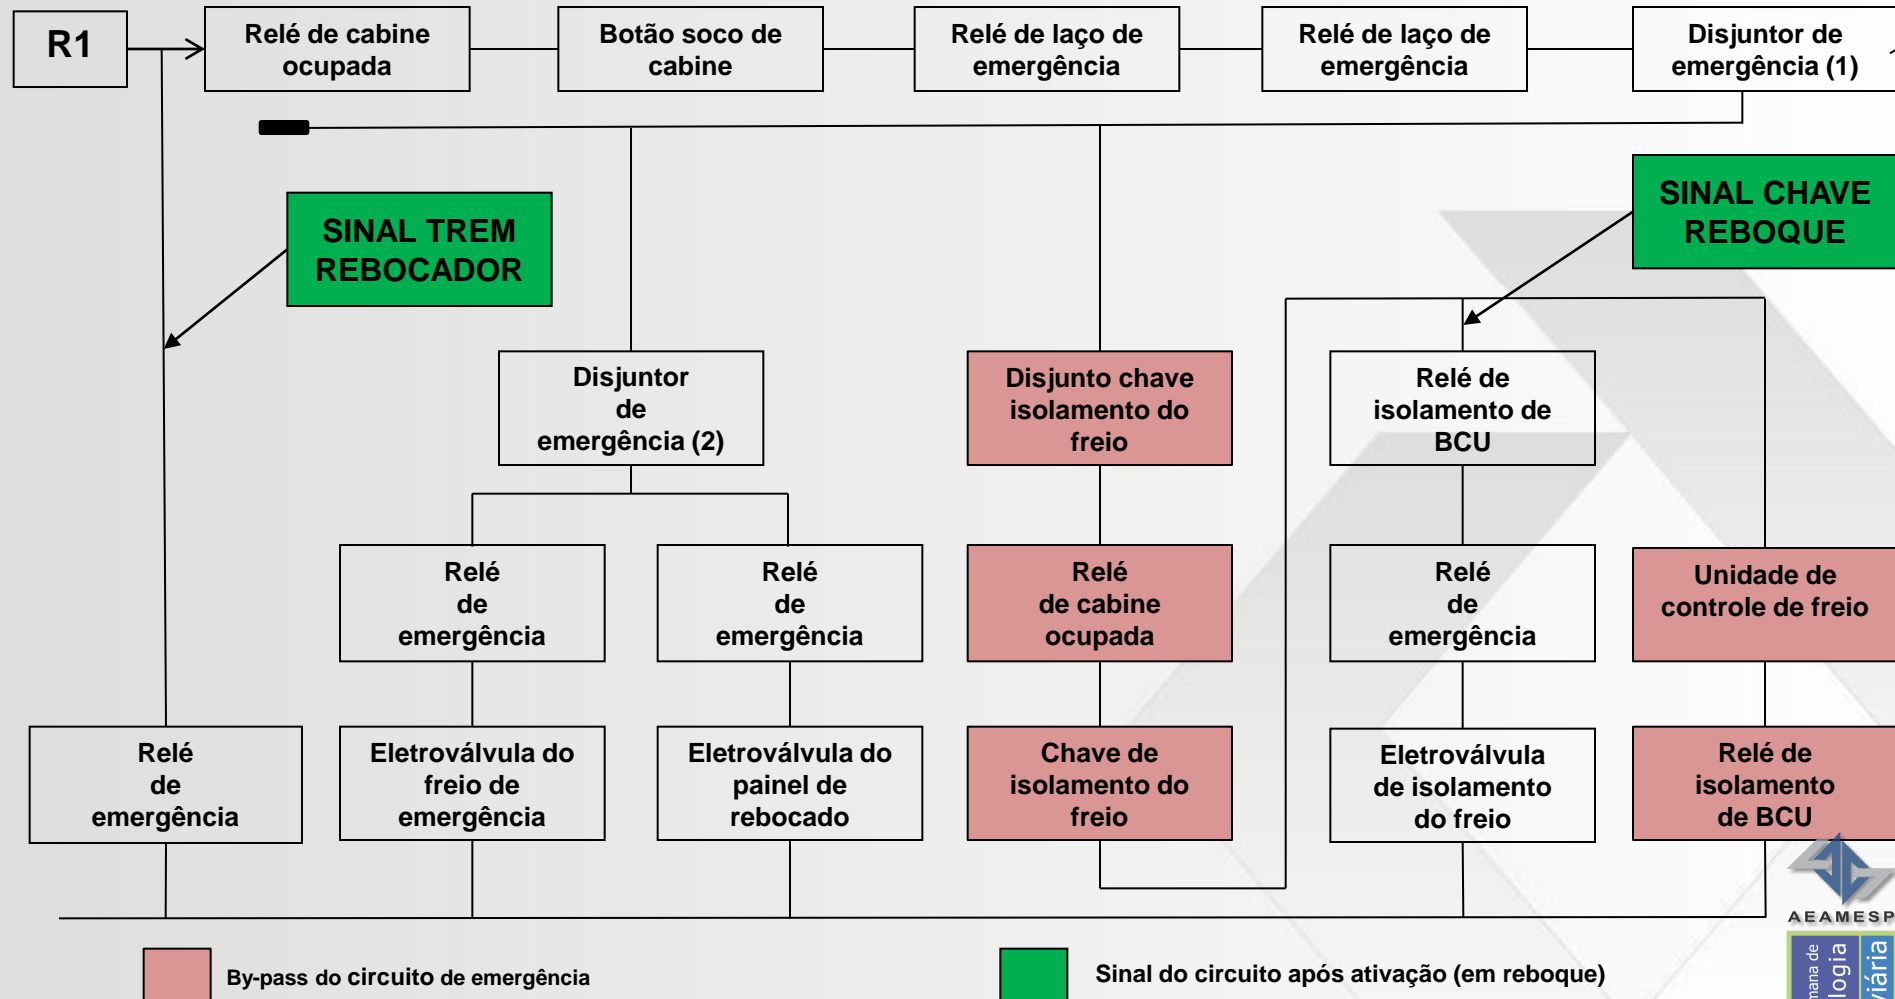 R1
Relé de cabine
ocupada
Botão soco de
cabine
Relé de laço de
emergência
Relé de laço de
emergência
Disjuntor de
emergência (1)
SINAL TREM
REBOCADOR
SINAL CHAVE
REBOQUE
Disjuntor
de
emergência (2)
Disjunto chave
isolamento do
freio
Relé de
isolamento de
BCU
Relé
de
emergência
Relé
de
emergência
Relé
de cabine
ocupada
Relé
de
emergência
Unidade de
controle de freio
Relé
de
emergência
Eletroválvula do
freio de
emergência
Eletroválvula do
painel de
rebocado
Chave de
isolamento do
freio
Eletroválvula
de isolamento
do freio
Relé de
isolamento
de BCU
AEAMESP
By-pass do circuito de emergência
Sinal do circuito após ativação (em reboque)
mana de
ologia
viária